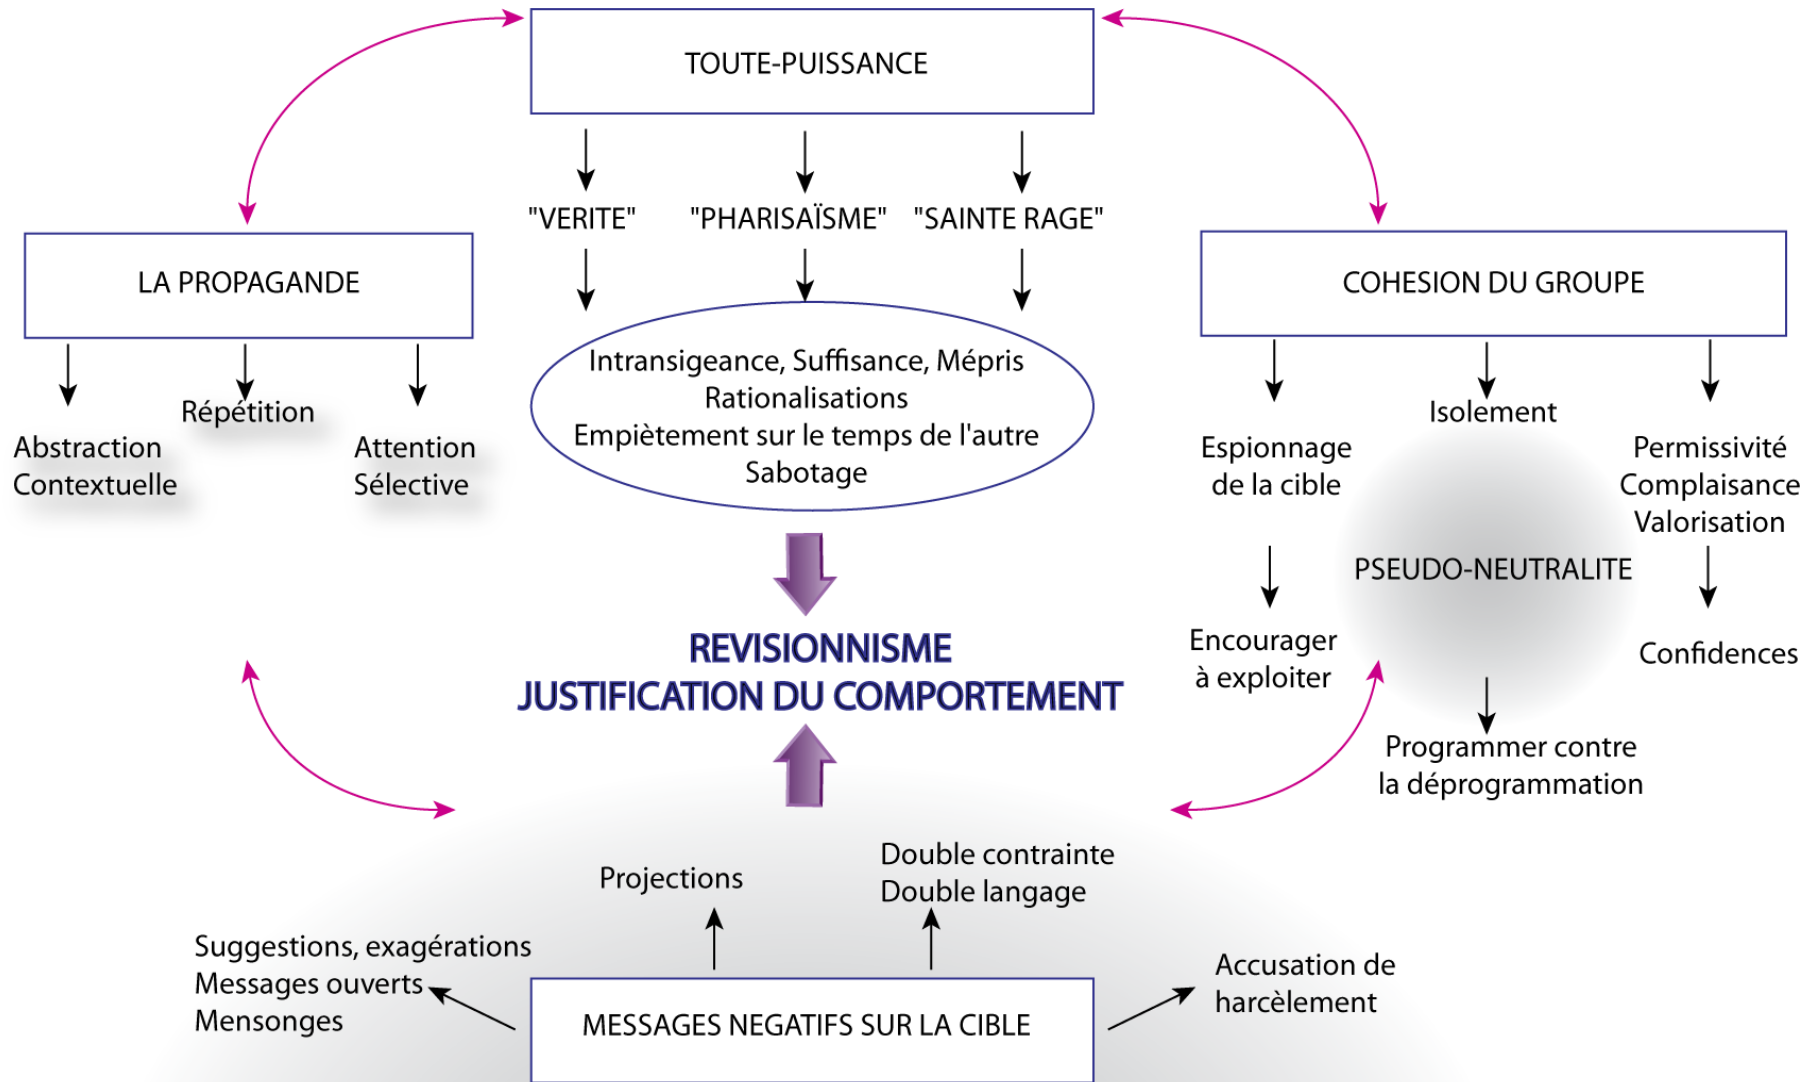 TOUTE-PUISSANCE
"VERITE"
"PHARISAÏSME"
"SAINTE RAGE"
Intransigeance, Suffisance, Mépris
Rationalisations
Empiètement sur le temps de l'autre
Sabotage
LA PROPAGANDE
Abstraction
Contextuelle
Répétition
Attention
Sélective
COHESION DU GROUPE
Espionnage
de la cible
Encourager
à exploiter
Isolement
PSEUDO-NEUTRALITE
Programmer contre
la déprogrammation
Permissivité
Complaisance
Valorisation
Confidences
REVISIONNISME
JUSTIFICATION DU COMPORTEMENT
Suggestions, exagérations
Messages ouverts
Mensonges
Projections
Double contrainte
Double langage
Accusation de
harcèlement
MESSAGES NEGATIFS SUR LA CIBLE